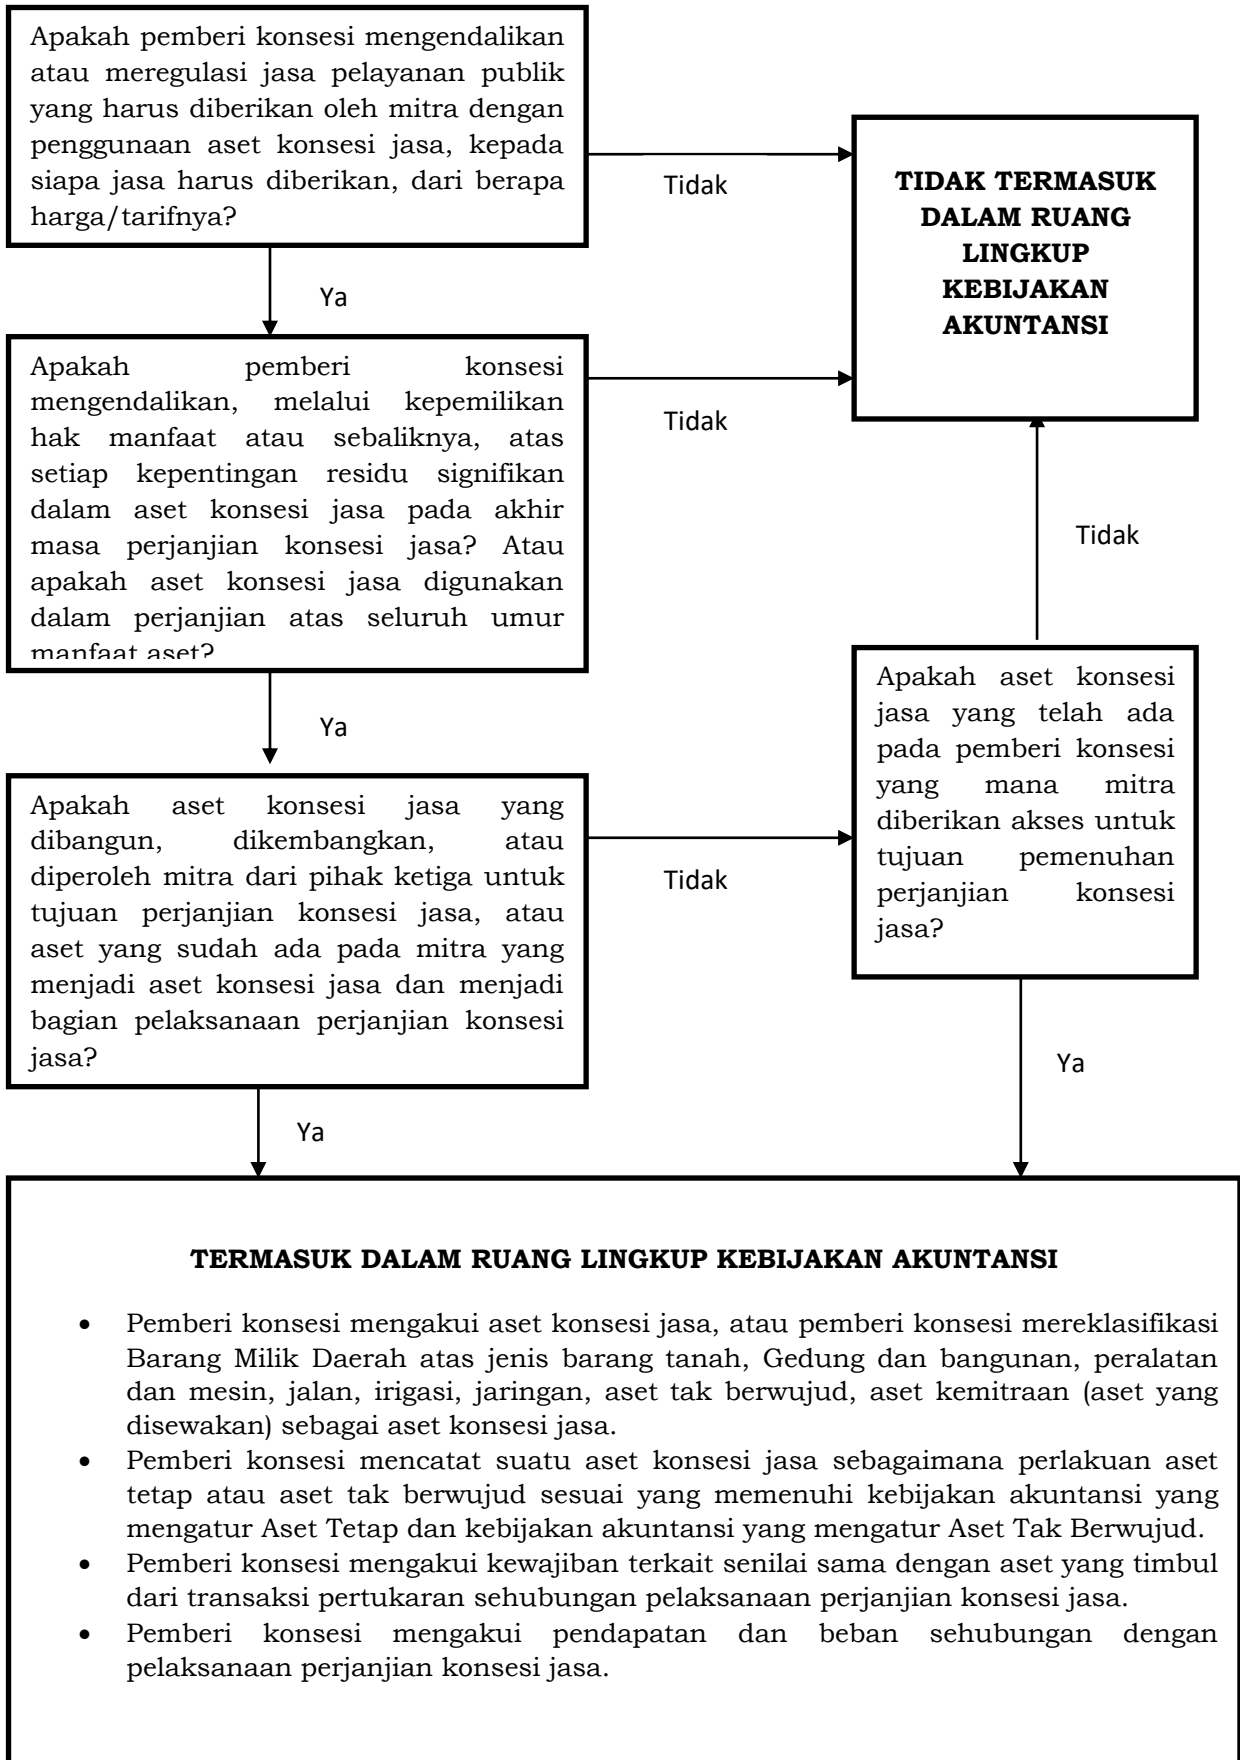 Apakah pemberi konsesi mengendalikan
atau meregulasi jasa pelayanan publik
yang harus diberikan oleh mitra dengan
penggunaan aset konsesi jasa, kepada
siapa jasa harus diberikan, dari berapa
harga/tarifnya?
Tidak
TIDAK TERMASUK
DALAM RUANG
LINGKUP
KEBIJAKAN
AKUNTANSI
Ya
Apakah pemberi konsesi
mengendalikan, melalui kepemilikan
hak manfaat atau sebaliknya, atas
setiap kepentingan residu signifikan
dalam aset konsesi jasa pada akhir
masa perjanjian konsesi jasa? Atau
apakah aset konsesi jasa digunakan
dalam perjanjian atas seluruh umur
manfaat aset?
Tidak
Tidak
Ya
Apakah aset konsesi jasa yang
dibangun, dikembangkan, atau
diperoleh mitra dari pihak ketiga untuk
tujuan perjanjian konsesi jasa, atau
aset yang sudah ada pada mitra yang
menjadi aset konsesi jasa dan menjadi
bagian pelaksanaan perjanjian konsesi
jasa?
Tidak
Apakah aset konsesi
jasa yang telah ada
pada pemberi konsesi
yang mana mitra
diberikan akses untuk
tujuan pemenuhan
perjanjian konsesi
jasa?
Ya
Ya
TERMASUK DALAM RUANG LINGKUP KEBIJAKAN AKUNTANSI
• Pemberi konsesi mengakui aset konsesi jasa, atau pemberi konsesi mereklasifikasi
Barang Milik Daerah atas jenis barang tanah, Gedung dan bangunan, peralatan
dan mesin, jalan, irigasi, jaringan, aset tak berwujud, aset kemitraan (aset yang
disewakan) sebagai aset konsesi jasa.
• Pemberi konsesi mencatat suatu aset konsesi jasa sebagaimana perlakuan aset
tetap atau aset tak berwujud sesuai yang memenuhi kebijakan akuntansi yang
mengatur Aset Tetap dan kebijakan akuntansi yang mengatur Aset Tak Berwujud.
• Pemberi konsesi mengakui kewajiban terkait senilai sama dengan aset yang timbul
dari transaksi pertukaran sehubungan pelaksanaan perjanjian konsesi jasa.
• Pemberi konsesi mengakui pendapatan dan beban sehubungan dengan
pelaksanaan perjanjian konsesi jasa.